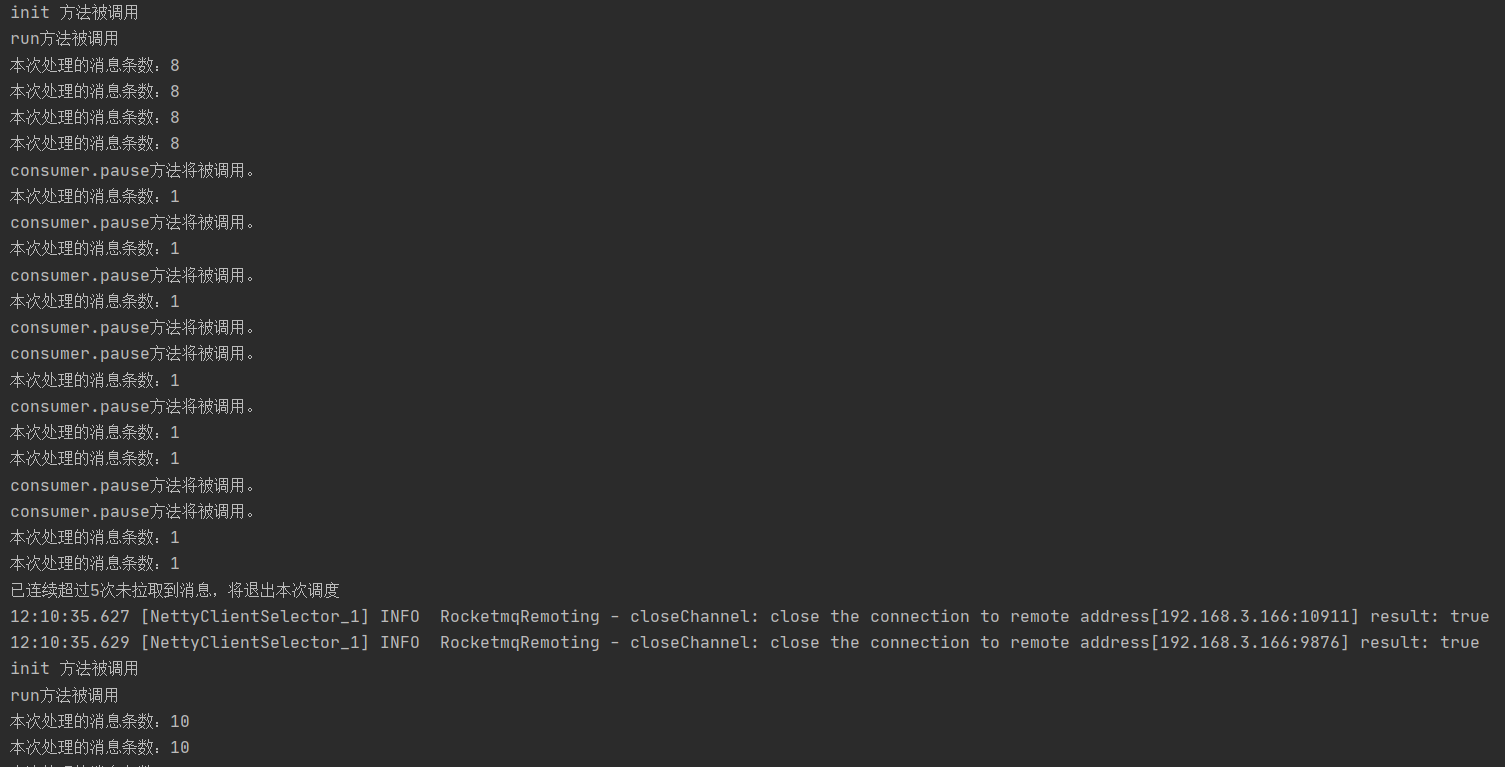 init 方法被调用
run方法被调用
本次处理的消息条数：8
本次处理的消息条数：8
本次处理的消息条数：8
本次处理的消息条数：8
consumer.pause方法将被调用。
本次处理的消息条数：1
consumer.pause方法将被调用。
本次处理的消息条数：1
consumer.pause方法将被调用。
本次处理的消息条数：1
consumer.pause方法将被调用。
consumer.pause方法将被调用。
本次处理的消息条数：1
consumer.pause方法将被调用。
本次处理的消息条数：1
本次处理的消息条数：1
consumer.pause方法将被调用。
consumer.pause方法将被调用。
本次处理的消息条数：1
本次处理的消息条数：1
已连续超过5次未拉取到消息，将退出本次调度
12:10:35.627 [NettyClientSelector_1] INFO  RocketmqRemoting - closeChannel: close the connection to remote address[192.168.3.166:10911] result: true
12:10:35.629 [NettyClientSelector_1] INFO  RocketmqRemoting - closeChannel: close the connection to remote address[192.168.3.166:9876] result: true
init 方法被调用
run方法被调用
本次处理的消息条数：10
本次处理的消息条数：10